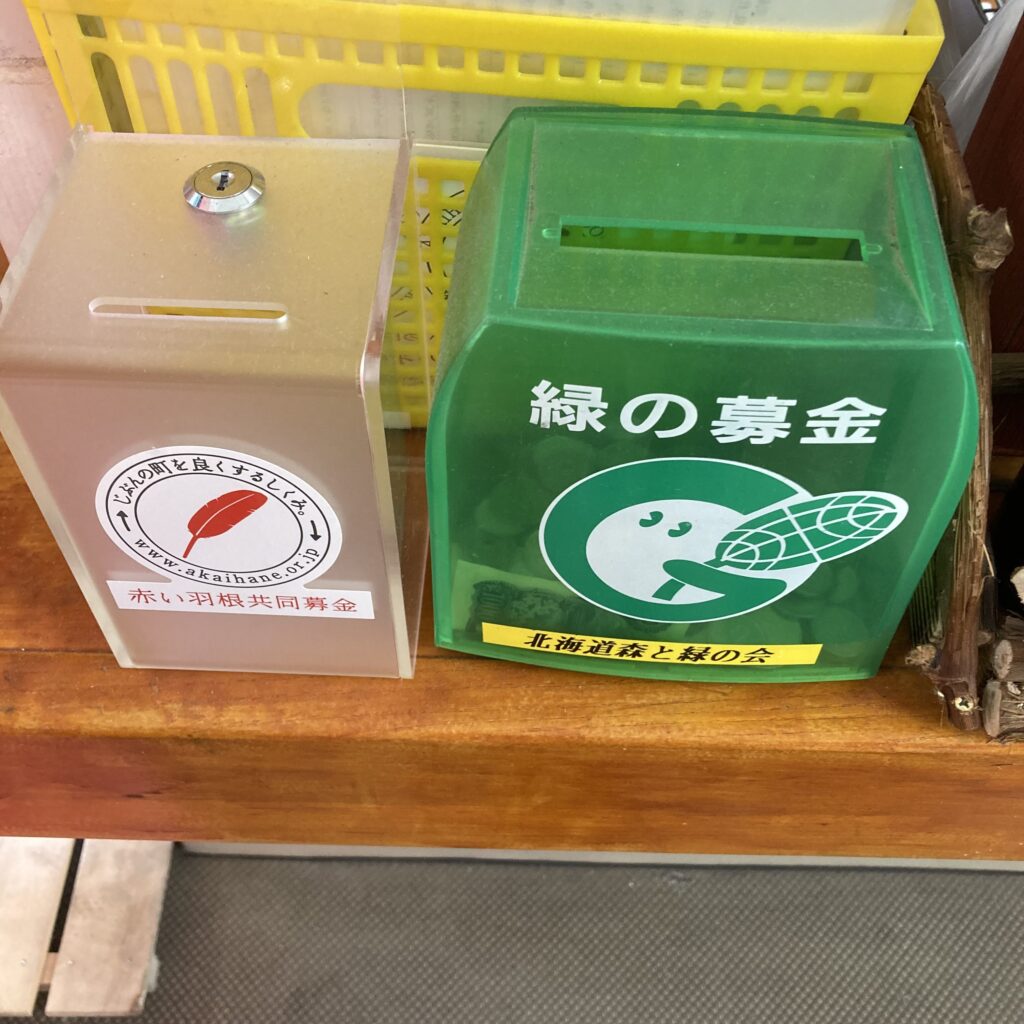 じぶんの町を良くするしくみ。
www.akaihane.or.jp
赤い羽根共同募金
緑の募金
北海道森と緑の会